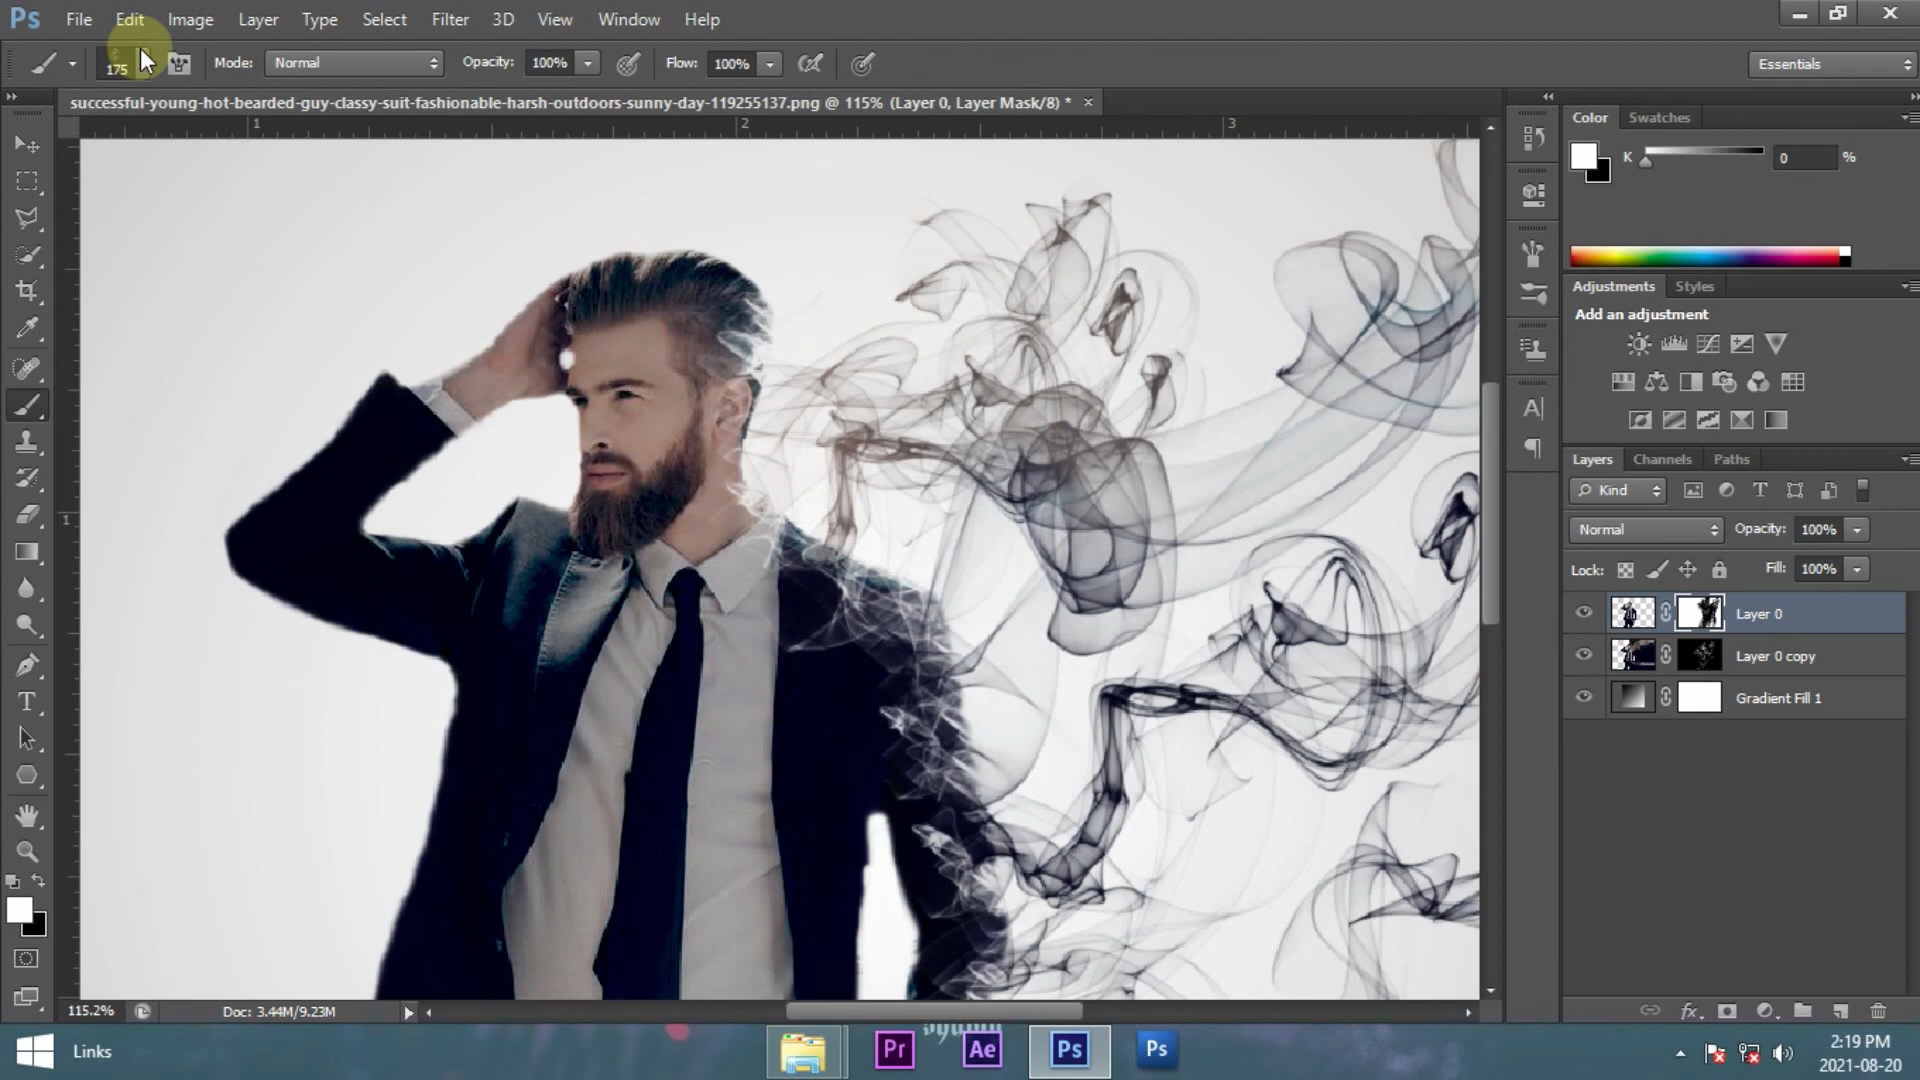 Ps File Edit Image Layer Type Select Filter 3D View Window Help
175 Mode: Normal Opacity: 100% Flow: 100% Essentials
successful-young-hot-bearded-guy-classy-suit-fashionable-harsh-outdoors-sunny-day-119255137.png @ 115% (Layer 0, Layer Mask/8) *
1 2 3
1
Color Swatches
K 0 %
Adjustments Styles
Add an adjustment
Layers Channels Paths
Kind
Normal Opacity: 100%
Lock: Fill: 100%
Layer 0
Layer 0 copy
Gradient Fill 1
115.2% Doc: 3.44M/9.23M
Links Pr Ae Ps Ps
2:19 PM
2021-08-20